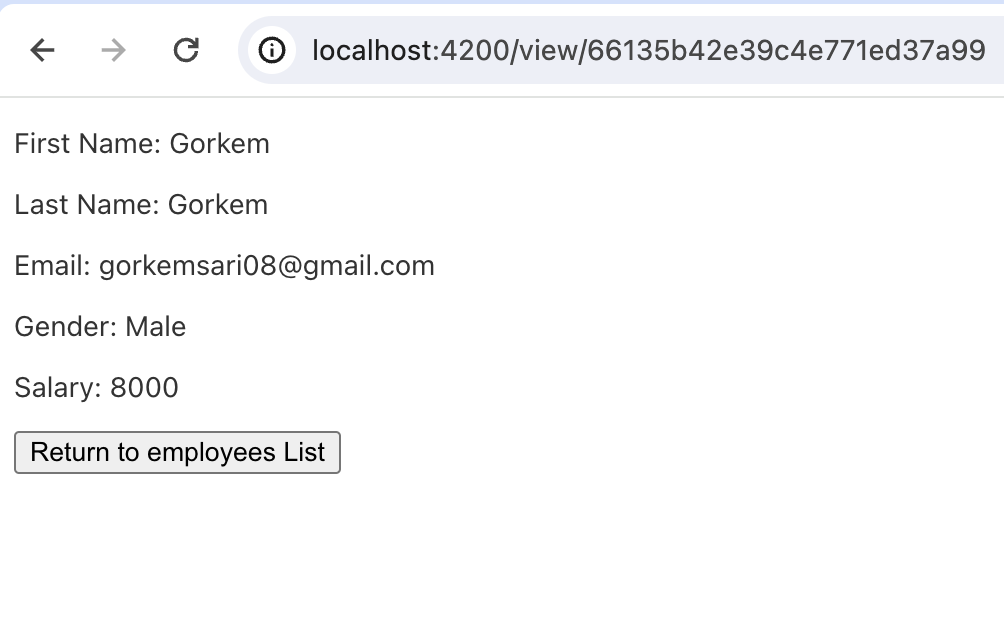 localhost:4200/view/66135b42e39c4e771ed37a99
First Name: Gorkem
Last Name: Gorkem
Email: gorkemsari08@gmail.com
Gender: Male
Salary: 8000
Return to employees List